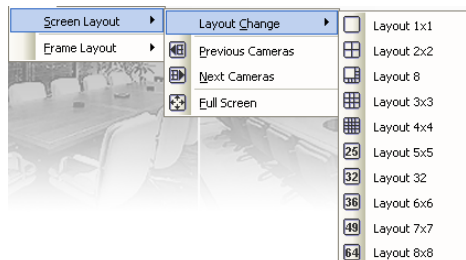 Screen Layout
Frame Layout
Layout Change
Previous Cameras
Next Cameras
Full Screen
Layout 1x1
Layout 2x2
Layout 8
Layout 3x3
Layout 4x4
25 Layout 5x5
32 Layout 32
36 Layout 6x6
49 Layout 7x7
64 Layout 8x8